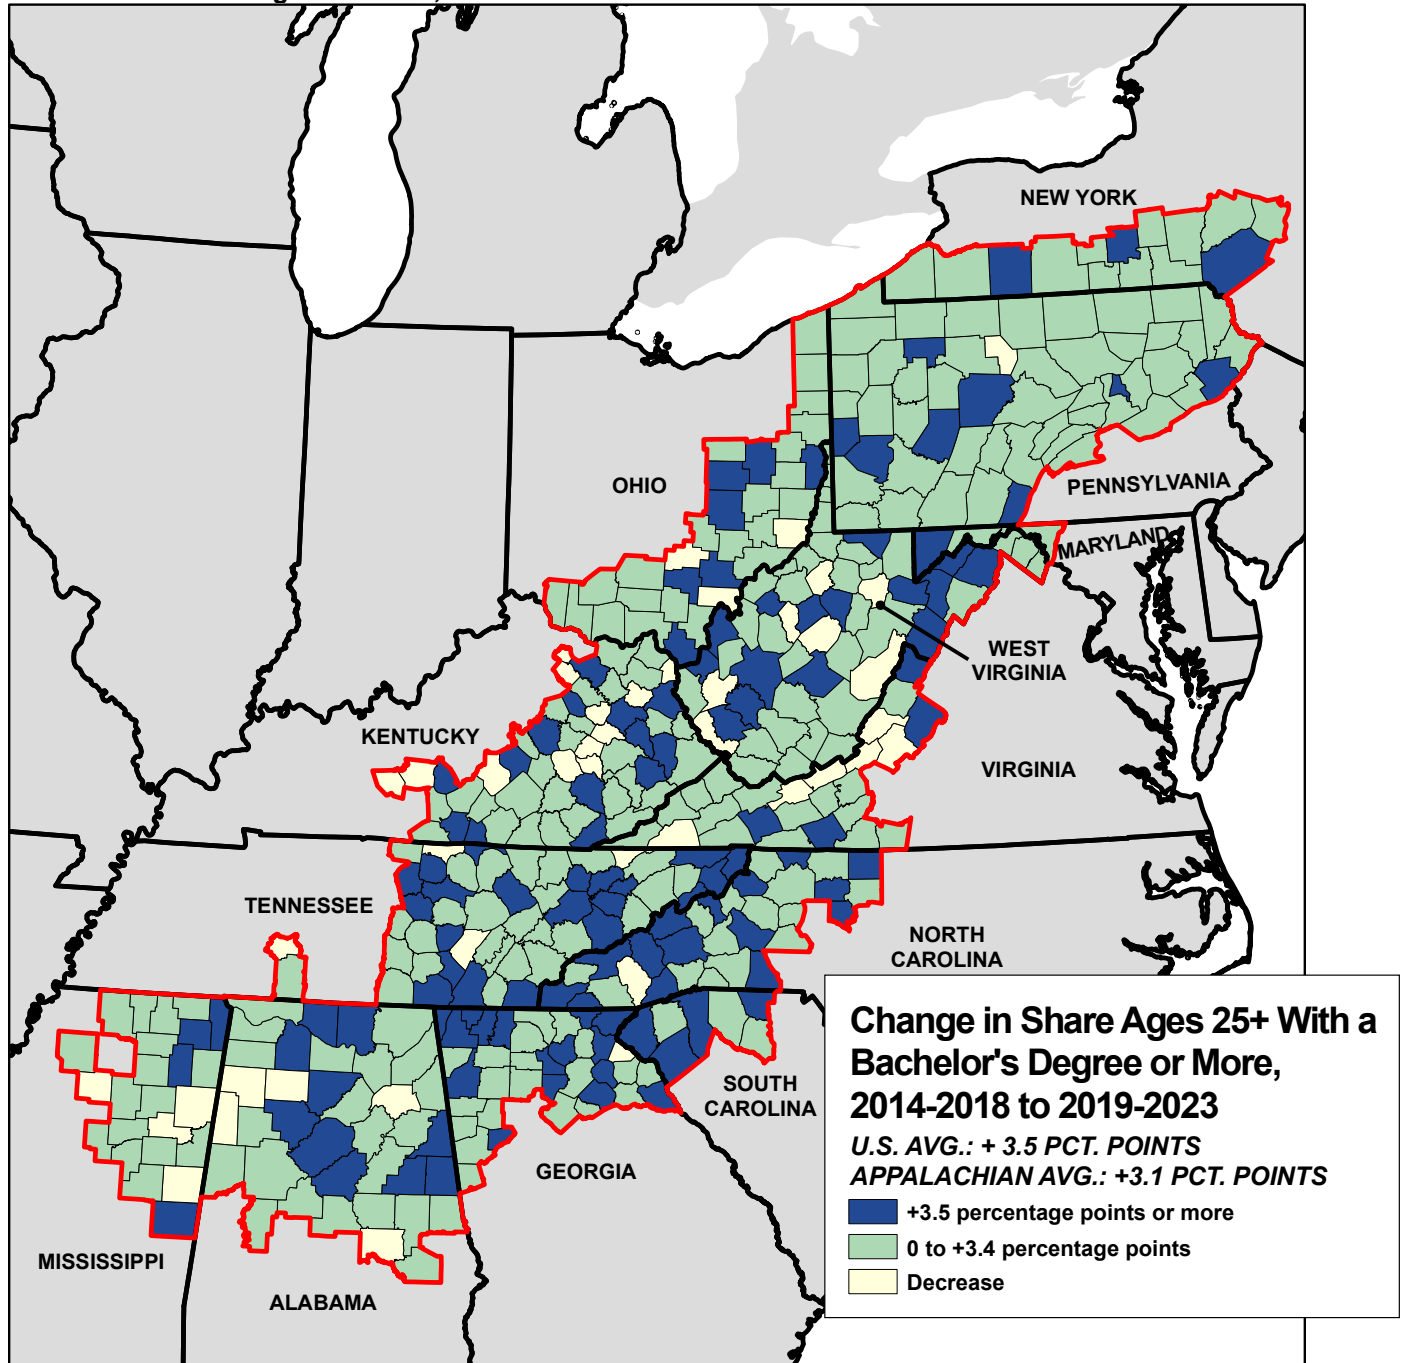 NEW YORK
OHIO
PENNSYLVANIA
MARYLAND
WEST
VIRGINIA
KENTUCKY
VIRGINIA
TENNESSEE
NORTH
CAROLINA
SOUTH
CAROLINA
GEORGIA
MISSISSIPPI
ALABAMA
Change in Share Ages 25+ With a
Bachelor's Degree or More,
2014-2018 to 2019-2023
U.S. AVG.: + 3.5 PCT. POINTS
APPALACHIAN AVG.: +3.1 PCT. POINTS
+3.5 percentage points or more
0 to +3.4 percentage points
Decrease